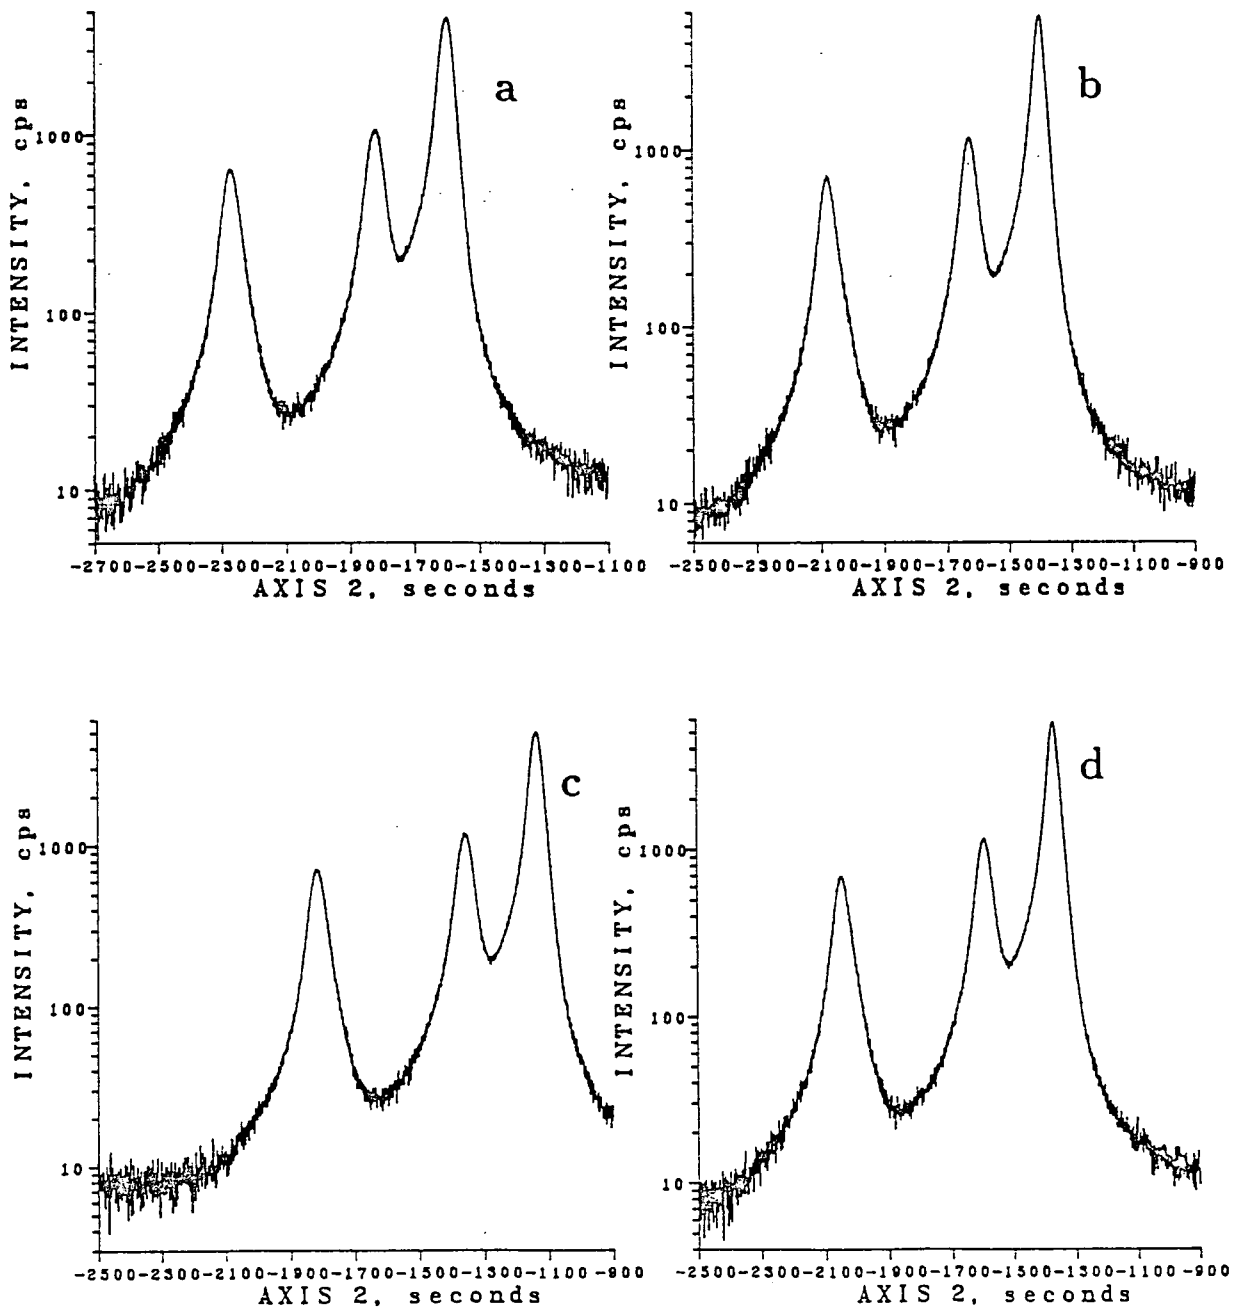 a
INTENSITY, cps
1000
100
10
-2700-2500-2300-2100-1900-1700-1500-1300-1100
AXIS 2, seconds
b
INTENSITY, cps
1000
100
10
-2500-2300-2100-1900-1700-1500-1300-1100-900
AXIS 2, seconds
c
INTENSITY, cps
1000
100
10
-2500-2300-2100-1900-1700-1500-1300-1100-900
AXIS 2, seconds
d
INTENSITY, cps
1000
100
10
-2500-2300-2100-1900-1700-1500-1300-1100-900
AXIS 2, seconds